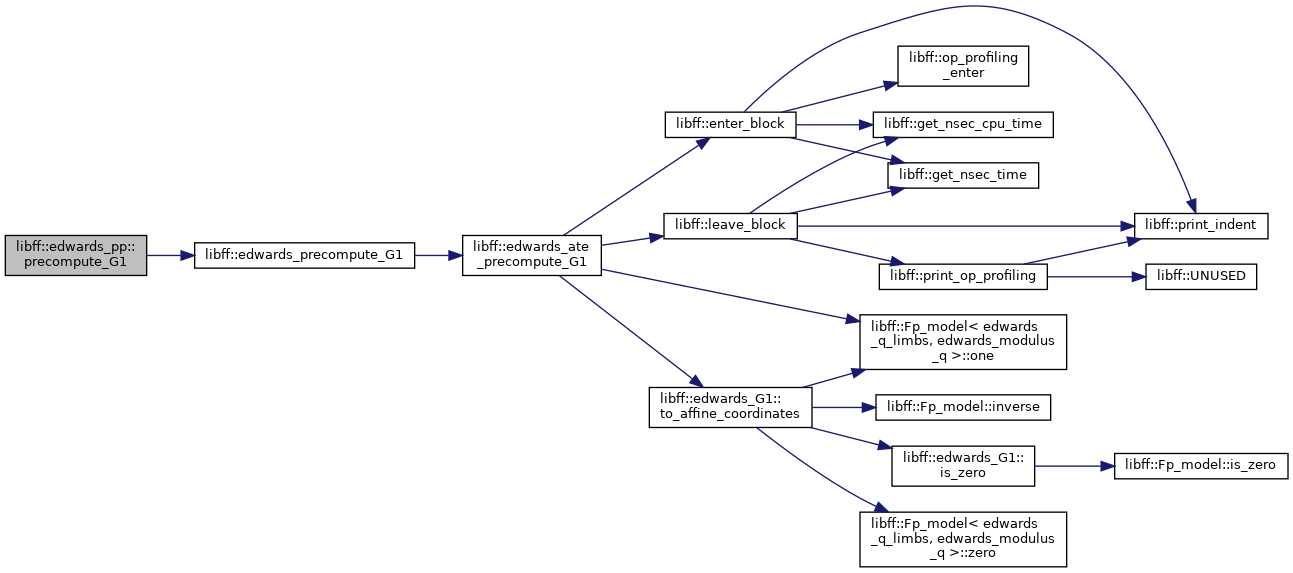 libff::edwards_pp::
precompute_G1
libff::edwards_precompute_G1
libff::edwards_ate
_precompute_G1
libff::enter_block
libff::op_profiling
_enter
libff::get_nsec_cpu_time
libff::get_nsec_time
libff::leave_block
libff::print_indent
libff::print_op_profiling
libff::UNUSED
libff::Fp_model< edwards
_q_limbs, edwards_modulus
_q >::one
libff::edwards_G1::
to_affine_coordinates
libff::Fp_model::inverse
libff::edwards_G1::
is_zero
libff::Fp_model::is_zero
libff::Fp_model< edwards
_q_limbs, edwards_modulus
_q >::zero